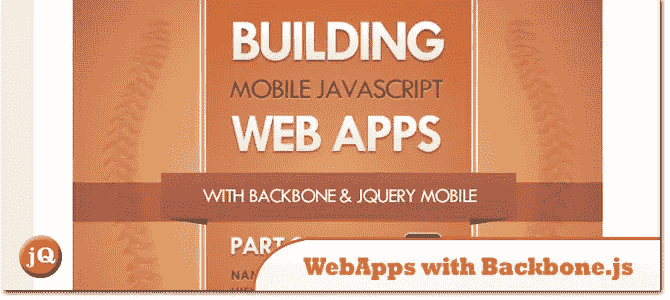 BUILDING
MOBILE JAVASCRIPT
WEB APPS
WITH BACKBONE & JQUERY MOBILE
jQ
WebApps with Backbone.js